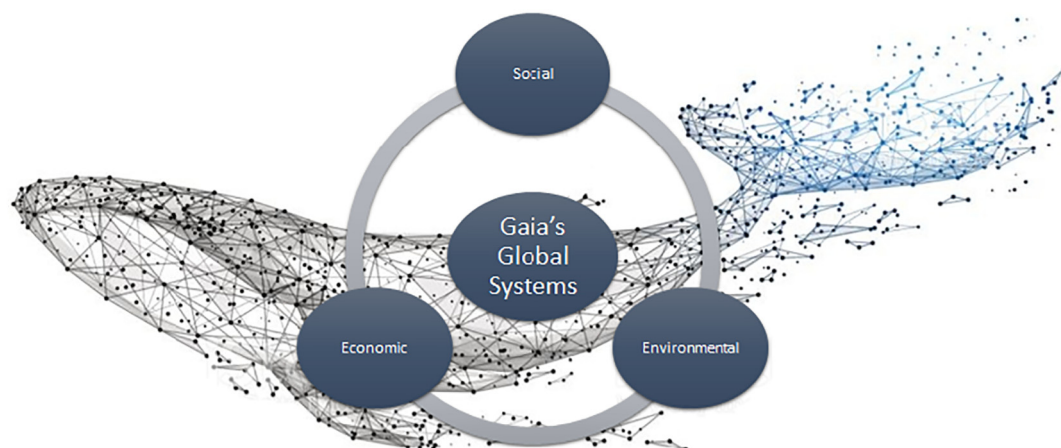 Social
Gaia's
Global
Systems
Economic
Environmental